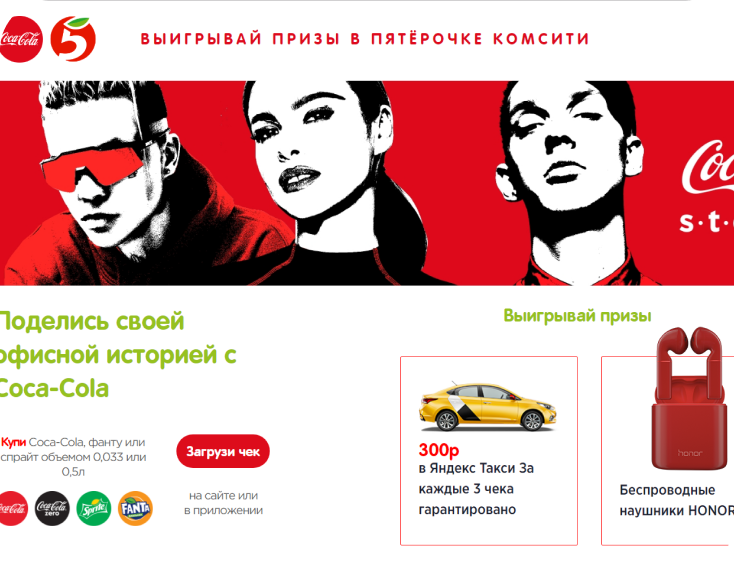 Coca-Cola 5 ВЫИГРЫВАЙ ПРИЗЫ В ПЯТЁРОЧКЕ КОМСИТИ
Поделись своей
офисной историей с
Coca-Cola
Купи Coca-Cola, фанту или
спрайт объемом 0,033 или
0,5л
Coca-Cola Coca-Cola zero Sprite FANTA
Загрузи чек
на сайте или
в приложении
Выигрывай призы
300р
в Яндекс Такси За
каждые 3 чека
гарантировано
honor
Беспроводные
наушники HONOR